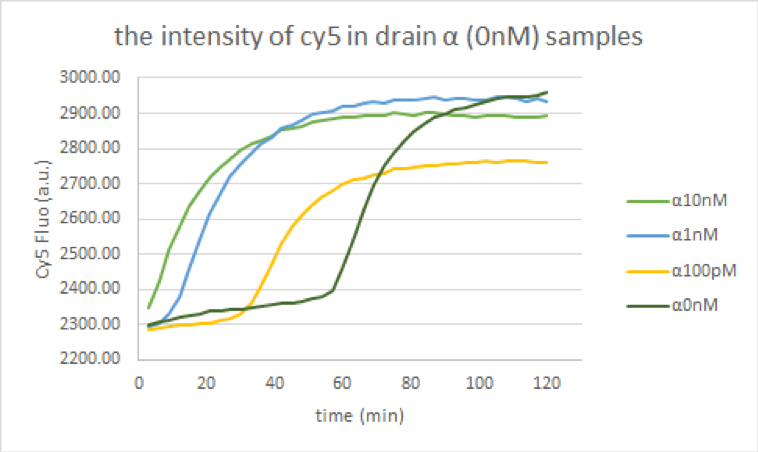 the intensity of cy5 in drain α (0nM) samples
3000.00
2900.00
2800.00
2700.00
2600.00
2500.00
2400.00
2300.00
2200.00
Cy5 Fluo (a.u.)
0 20 40 60 80 100 120
time (min)
α10nM
α1nM
α100pM
α0nM